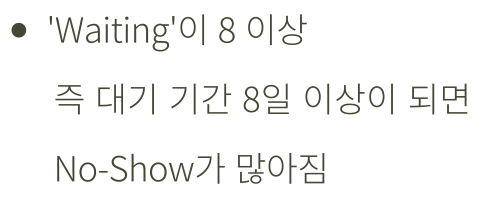 • 'Waiting'이 8 이상
즉 대기 기간 8일 이상이 되면
No-Show가 많아짐